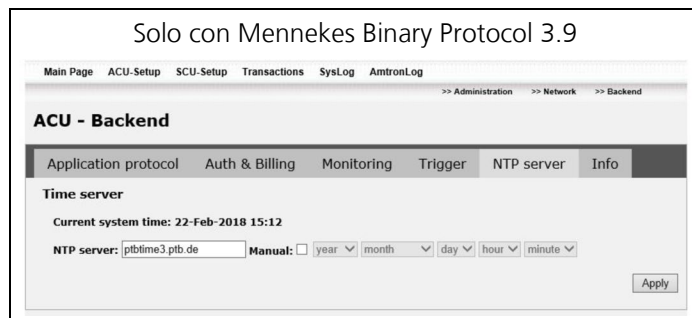 Solo con Mennekes Binary Protocol 3.9
Main Page ACU-Setup SCU-Setup Transactions SysLog AmtronLog
>> Administration >> Network >> Backend
ACU - Backend
Application protocol Auth & Billing Monitoring Trigger NTP server Info
Time server
Current system time: 22-Feb-2018 15:12
NTP server: ptbtime3.ptb.de Manual: year month day hour minute
Apply